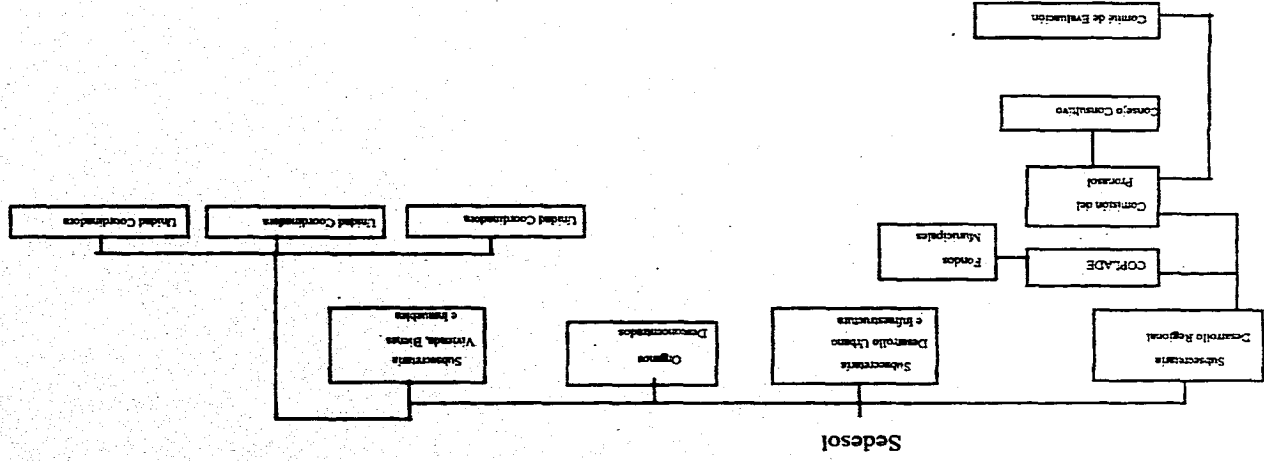 Sedesol
Subsecretaría
Desarrollo Regional
Subsecretaría
Desarrollo Urbano
e Infraestructura
Organos
Desconcentrados
Subsecretaría
Vivienda, Bienes
e Inmuebles
COPLADE
Fondos
Municipales
Comisión del
Pronasol
Unidad Coordinadora
Unidad Coordinadora
Unidad Coordinadora
Consejo Consultivo
Comité de Evaluación